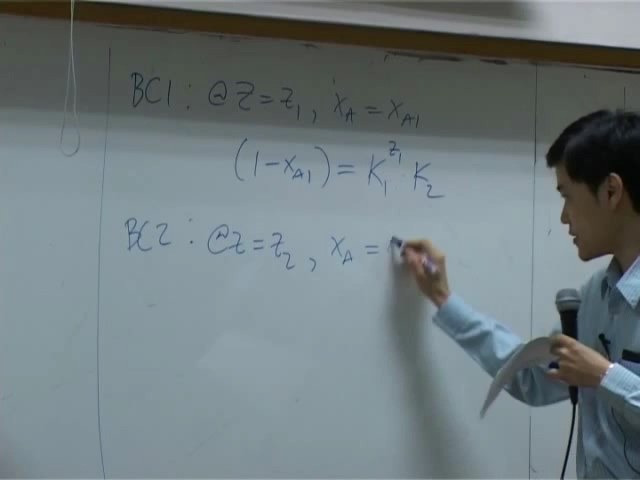 BC1: @ Z = z₁, x_A = x_A1
(1-x_A1) = K₁^z₁ · K₂
BC2: @ z = z₂, x_A =